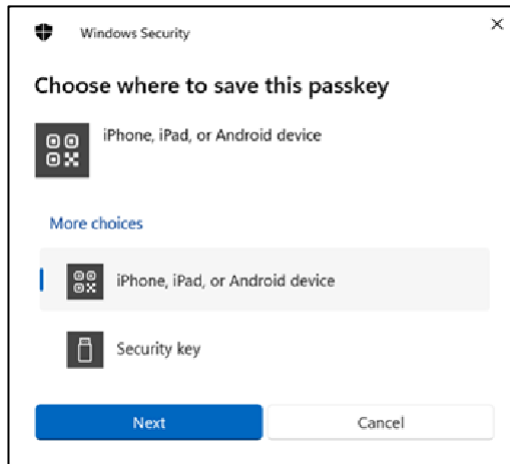 Windows Security
Choose where to save this passkey
iPhone, iPad, or Android device
More choices
iPhone, iPad, or Android device
Security key
Next
Cancel